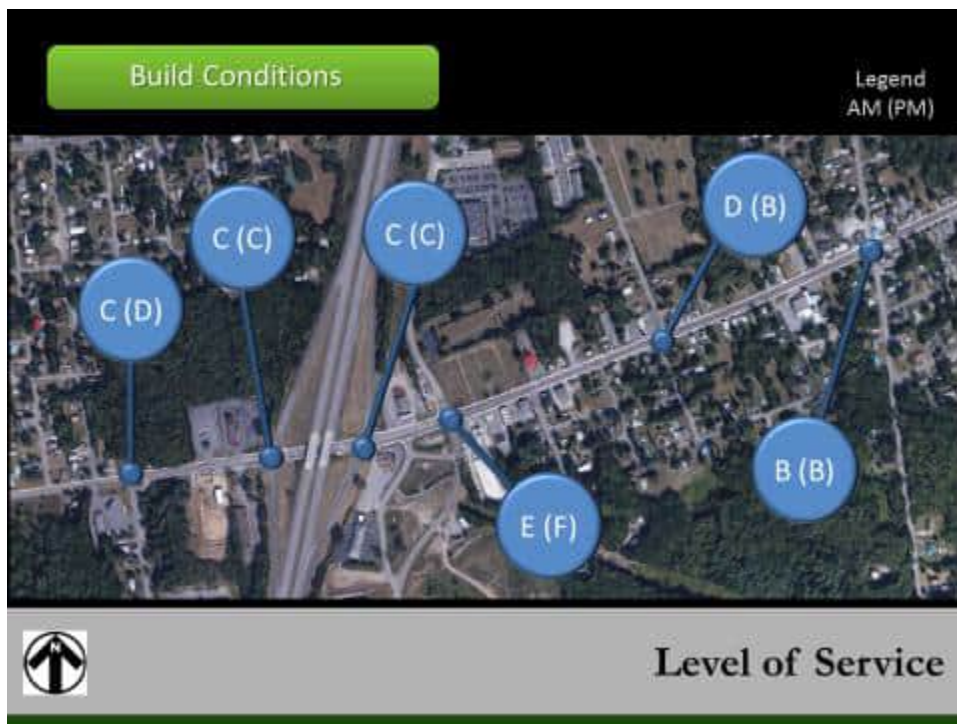 Build Conditions
Legend
AM (PM)
C (D)
C (C)
C (C)
D (B)
E (F)
B (B)
Level of Service